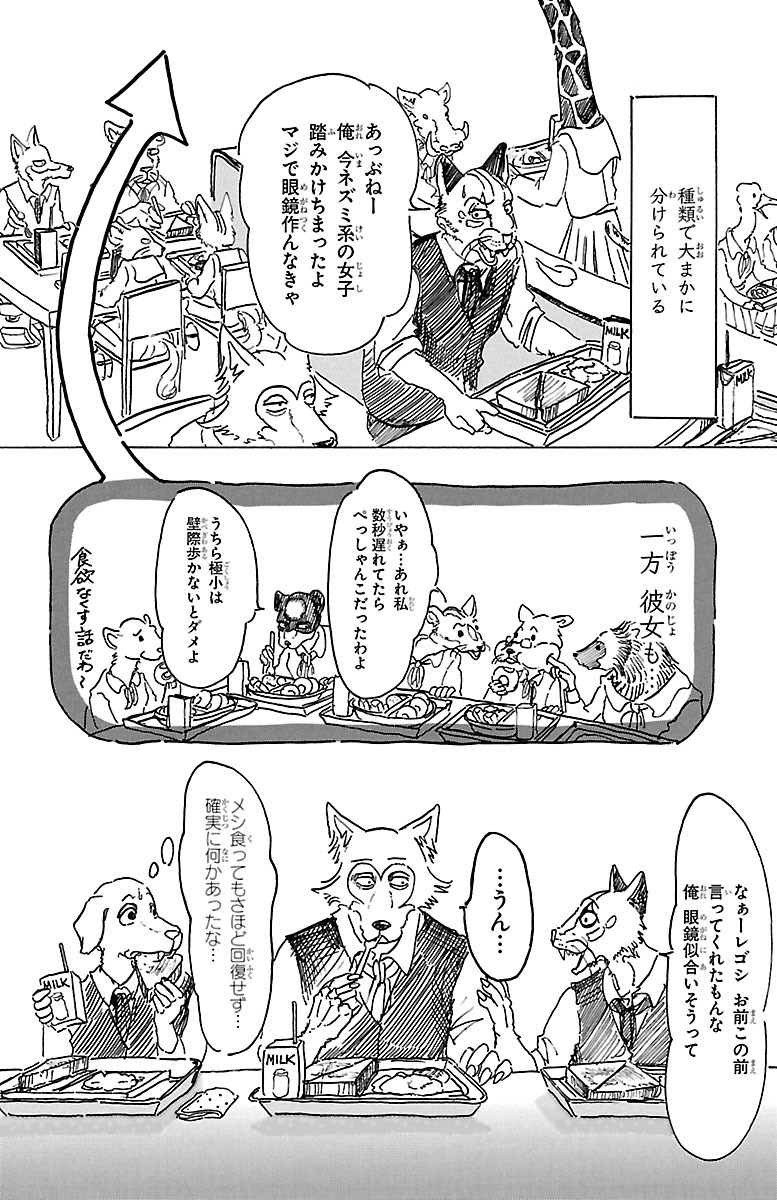 種類で大まかに
分けられている
あっぶねー
俺 今ネズミ系の女子
踏みかけちまったよ
マジで眼鏡作んなきゃ
MILK
MILK
一方 彼女も…
いやぁ…あれ私
数秒遅れてたら
ぺっしゃんこだったわよ
うちら極小は
壁際歩かないとダメよ
食欲なくす話だわ〜
なぁーレゴシ お前この前
言ってくれたもんな
俺 眼鏡似合いそうって
…うん…
メシ食ってもさほど回復せず…
確実に何かあったな…
MILK
MILK